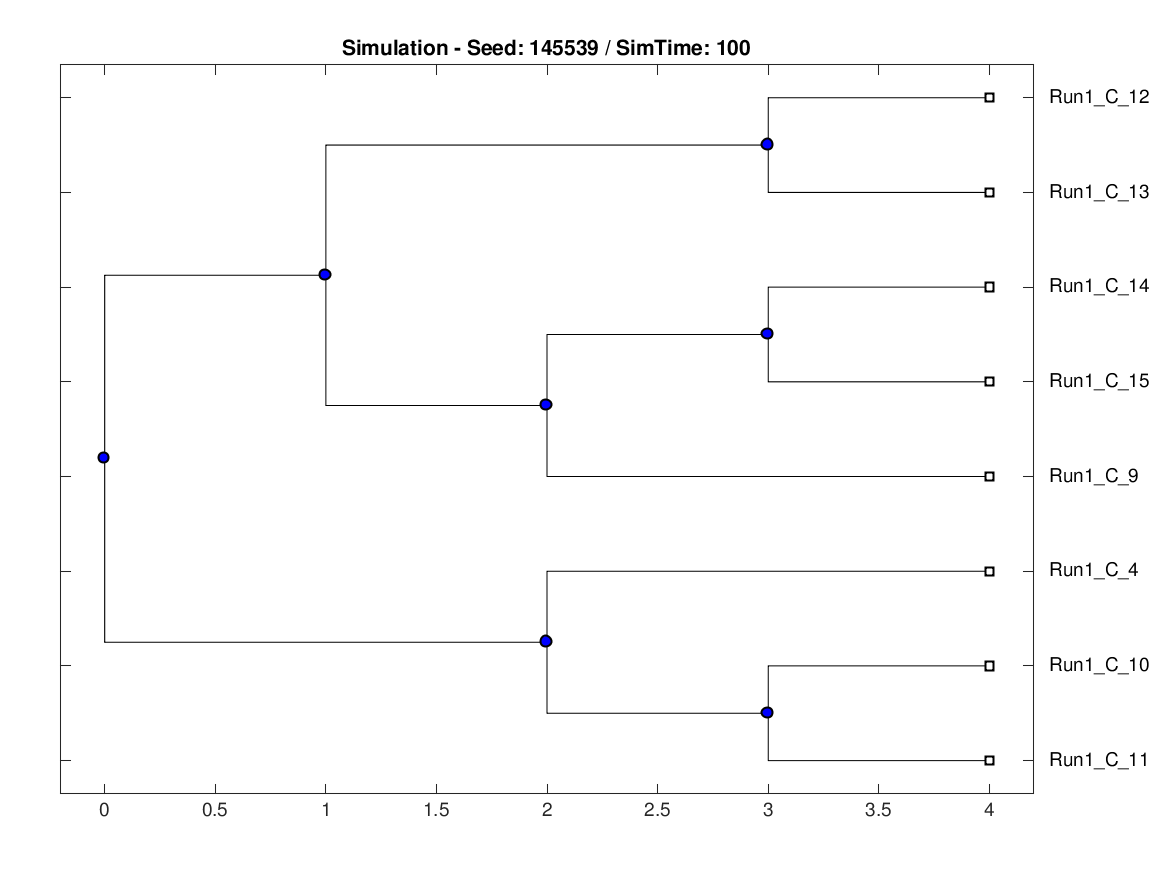 Simulation - Seed: 145539 / SimTime: 100
Run1_C_12
Run1_C_13
Run1_C_14
Run1_C_15
Run1_C_9
Run1_C_4
Run1_C_10
Run1_C_11
0 0.5 1 1.5 2 2.5 3 3.5 4